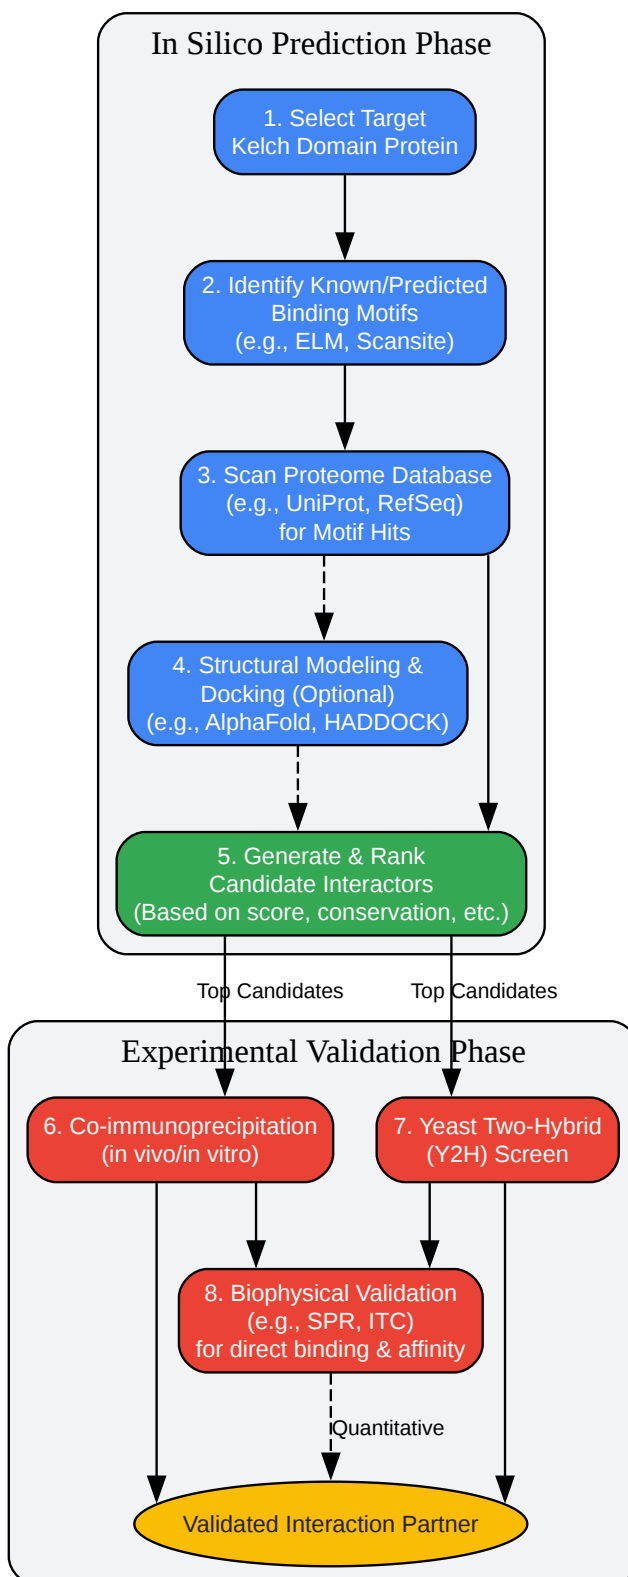 In Silico Prediction Phase
1. Select Target
Kelch Domain Protein
2. Identify Known/Predicted
Binding Motifs
(e.g., ELM, Scansite)
3. Scan Proteome Database
(e.g., UniProt, RefSeq)
for Motif Hits
4. Structural Modeling &
Docking (Optional)
(e.g., AlphaFold, HADDOCK)
5. Generate & Rank
Candidate Interactors
(Based on score, conservation, etc.)
Top Candidates
Top Candidates
Experimental Validation Phase
6. Co-immunoprecipitation
(in vivo/in vitro)
7. Yeast Two-Hybrid
(Y2H) Screen
8. Biophysical Validation
(e.g., SPR, ITC)
for direct binding & affinity
Quantitative
Validated Interaction Partner